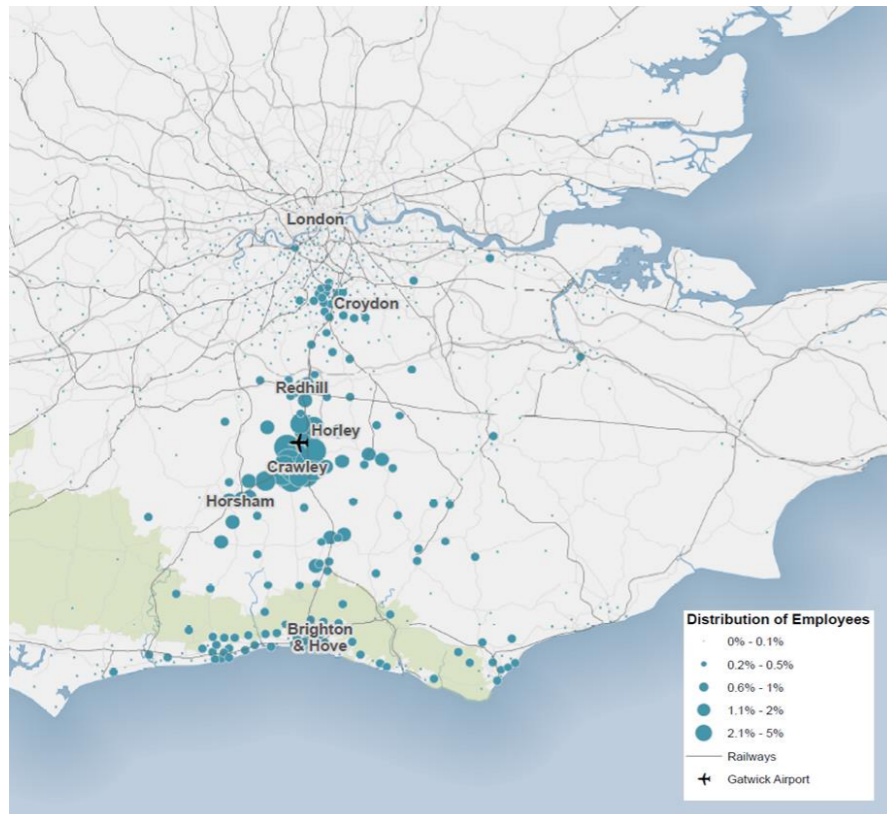 London
Croydon
Redhill
Horley
Crawley
Horsham
Brighton
& Hove
Distribution of Employees
0% - 0.1%
0.2% - 0.5%
0.6% - 1%
1.1% - 2%
2.1% - 5%
Railways
Gatwick Airport